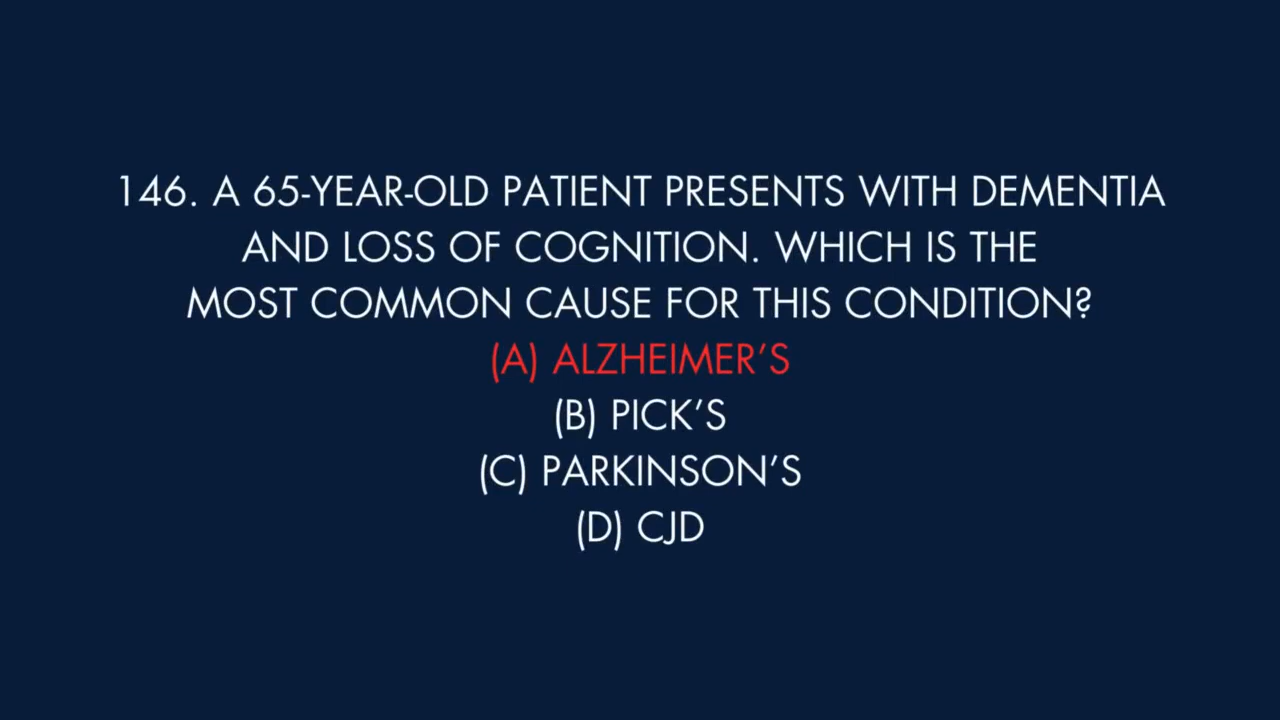 146. A 65-YEAR-OLD PATIENT PRESENTS WITH DEMENTIA
AND LOSS OF COGNITION. WHICH IS THE
MOST COMMON CAUSE FOR THIS CONDITION?
(A) ALZHEIMER’S
(B) PICK’S
(C) PARKINSON’S
(D) CJD